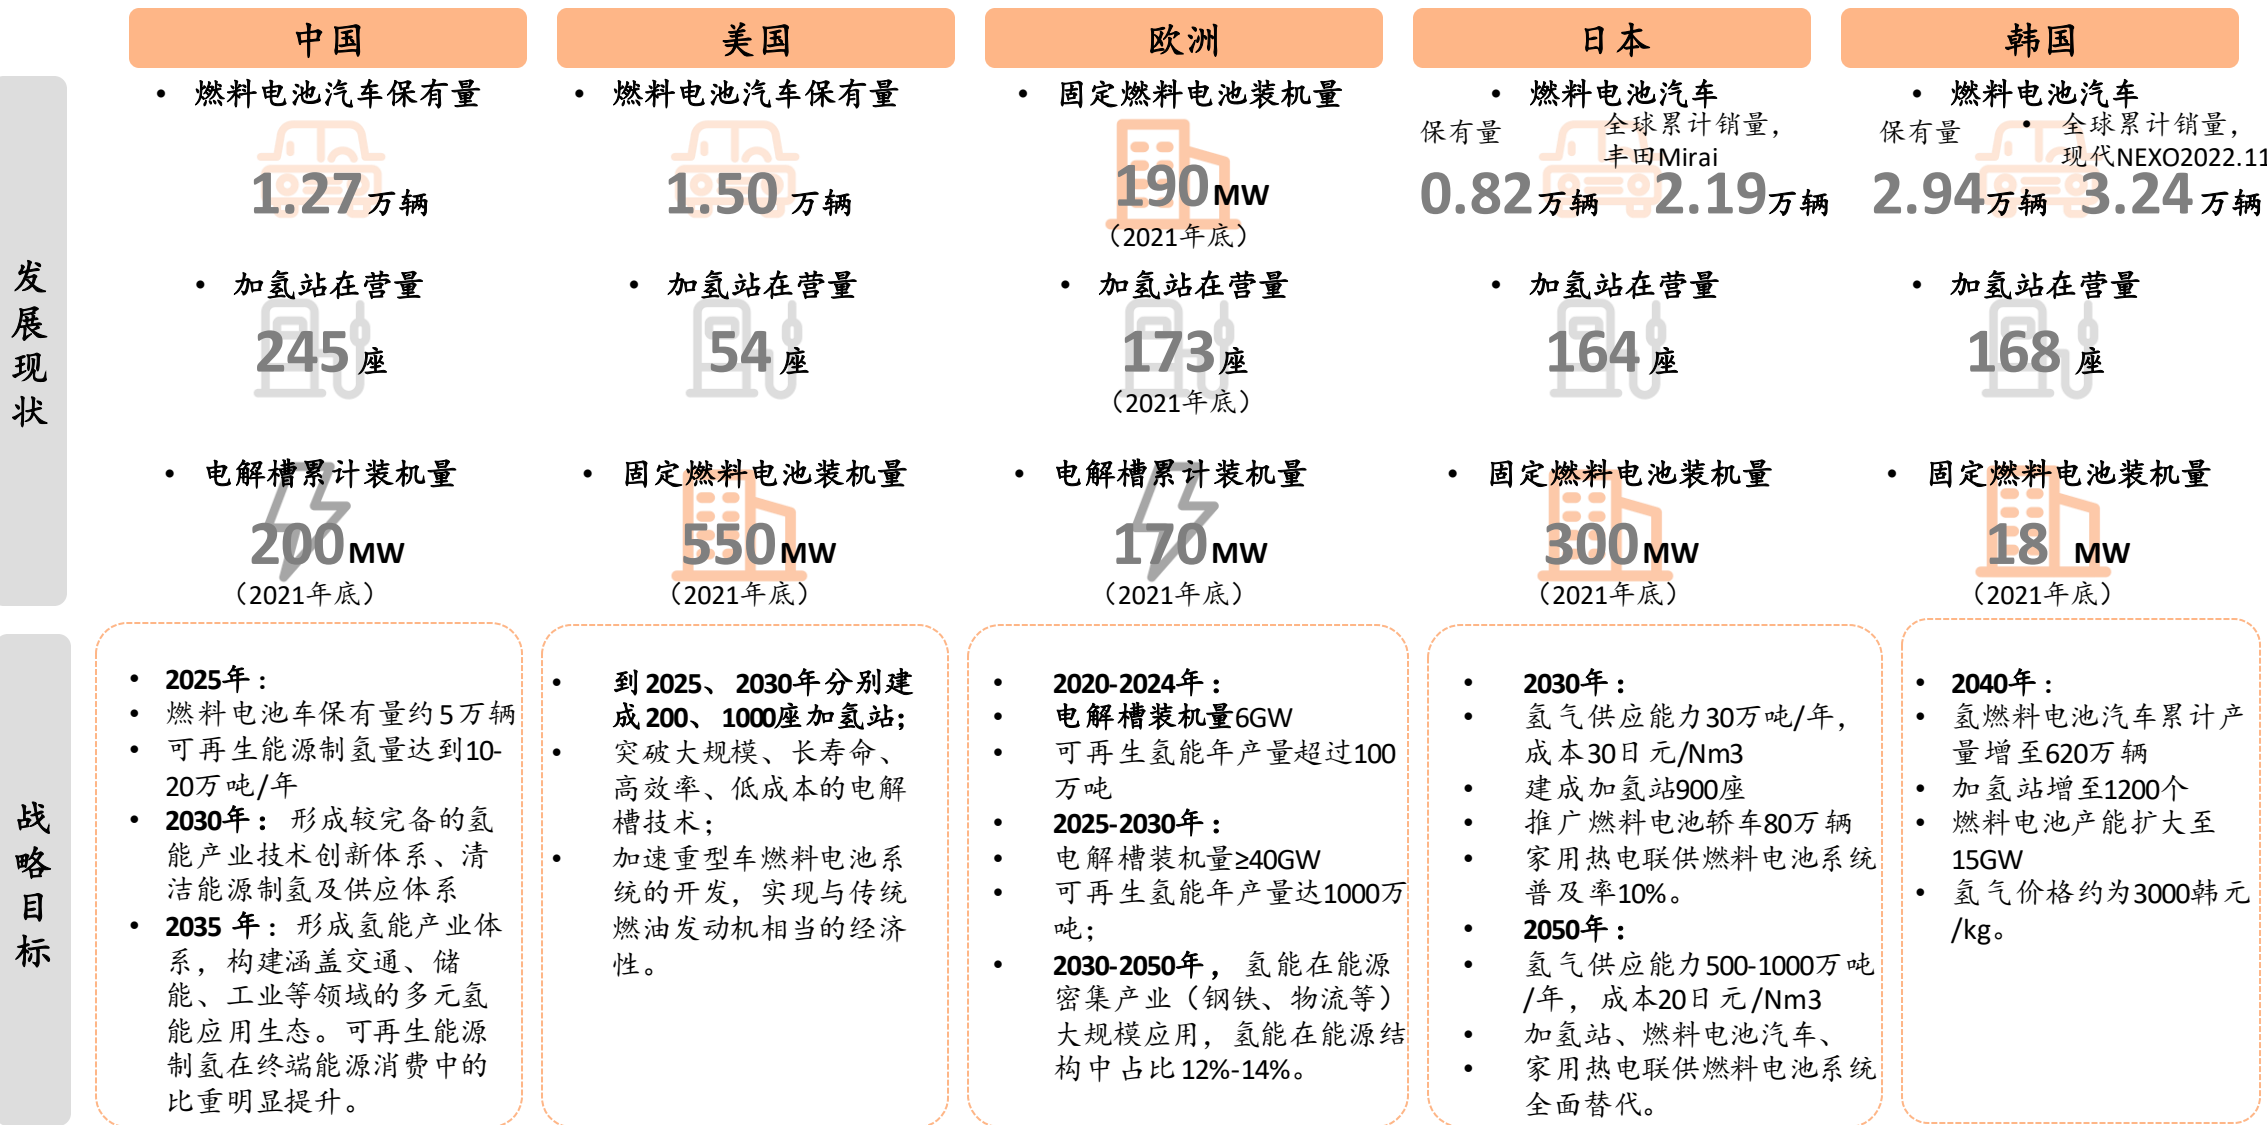 中国
美国
欧洲
日本
韩国
发展现状
• 燃料电池汽车保有量
1.27万辆
• 加氢站在营量
245座
• 电解槽累计装机量
200MW
（2021年底）
• 燃料电池汽车保有量
1.50万辆
• 加氢站在营量
54座
• 固定燃料电池装机量
550MW
（2021年底）
• 固定燃料电池装机量
190MW
（2021年底）
• 加氢站在营量
173座
（2021年底）
• 电解槽累计装机量
170MW
（2021年底）
• 燃料电池汽车
保有量
全球累计销量，
丰田Mirai
0.82万辆
2.19万辆
• 加氢站在营量
164座
• 固定燃料电池装机量
300MW
（2021年底）
• 燃料电池汽车
保有量
• 全球累计销量，
现代NEXO2022.11
2.94万辆
3.24万辆
• 加氢站在营量
168座
• 固定燃料电池装机量
18 MW
（2021年底）
战略目标
• 2025年：
• 燃料电池车保有量约5万辆
• 可再生能源制氢量达到10-
20万吨/年
• 2030年：形成较完备的氢
能产业技术创新体系、清
洁能源制氢及供应体系
• 2035 年：形成氢能产业体
系，构建涵盖交通、储
能、工业等领域的多元氢
能应用生态。可再生能源
制氢在终端能源消费中的
比重明显提升。
• 到2025、2030年分别建
成200、1000座加氢站；
• 突破大规模、长寿命、
高效率、低成本的电解
槽技术；
• 加速重型车燃料电池系
统的开发，实现与传统
燃油发动机相当的经济
性。
• 2020-2024年：
• 电解槽装机量6GW
• 可再生氢能年产量超过100
万吨
• 2025-2030年：
• 电解槽装机量≥40GW
• 可再生氢能年产量达1000万
吨；
• 2030-2050年，氢能在能源
密集产业（钢铁、物流等）
大规模应用，氢能在能源结
构中占比12%-14%。
• 2030年：
• 氢气供应能力30万吨/年，
成本30日元/Nm3
• 建成加氢站900座
• 推广燃料电池轿车80万辆
• 家用热电联供燃料电池系统
普及率10%。
• 2050年：
• 氢气供应能力500-1000万吨
/年，成本20日元/Nm3
• 加氢站、燃料电池汽车、
• 家用热电联供燃料电池系统
全面替代。
• 2040年：
• 氢燃料电池汽车累计产
量增至620万辆
• 加氢站增至1200个
• 燃料电池产能扩大至
15GW
• 氢气价格约为3000韩元
/kg。